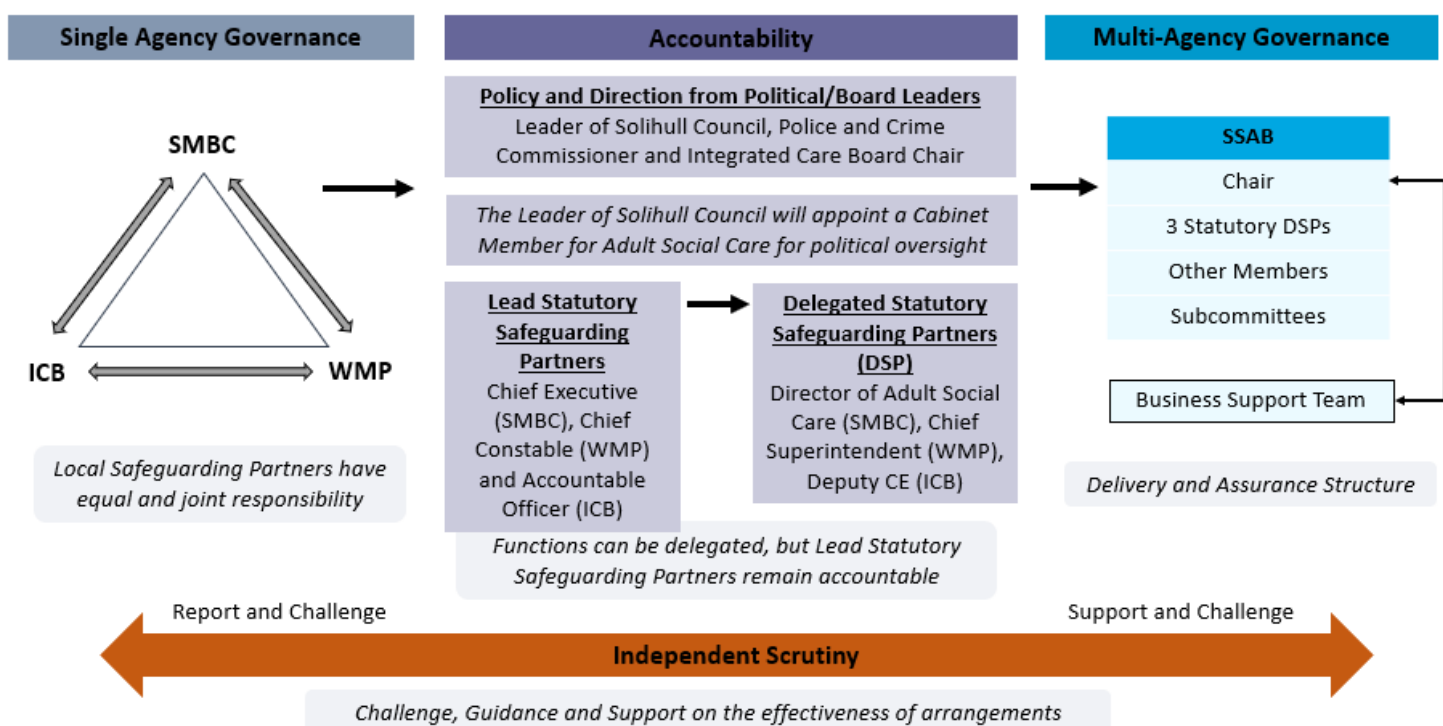 Single Agency Governance
SMBC
ICB
WMP
Local Safeguarding Partners have
equal and joint responsibility
Accountability
Policy and Direction from Political/Board Leaders
Leader of Solihull Council, Police and Crime
Commissioner and Integrated Care Board Chair
The Leader of Solihull Council will appoint a Cabinet
Member for Adult Social Care for political oversight
Lead Statutory
Safeguarding
Partners
Chief Executive
(SMBC), Chief
Constable (WMP)
and Accountable
Officer (ICB)
Delegated Statutory
Safeguarding Partners
(DSP)
Director of Adult Social
Care (SMBC), Chief
Superintendent (WMP),
Deputy CE (ICB)
Functions can be delegated, but Lead Statutory
Safeguarding Partners remain accountable
Multi-Agency Governance
SSAB
Chair
3 Statutory DSPs
Other Members
Subcommittees
Business Support Team
Delivery and Assurance Structure
Report and Challenge
Support and Challenge
Independent Scrutiny
Challenge, Guidance and Support on the effectiveness of arrangements